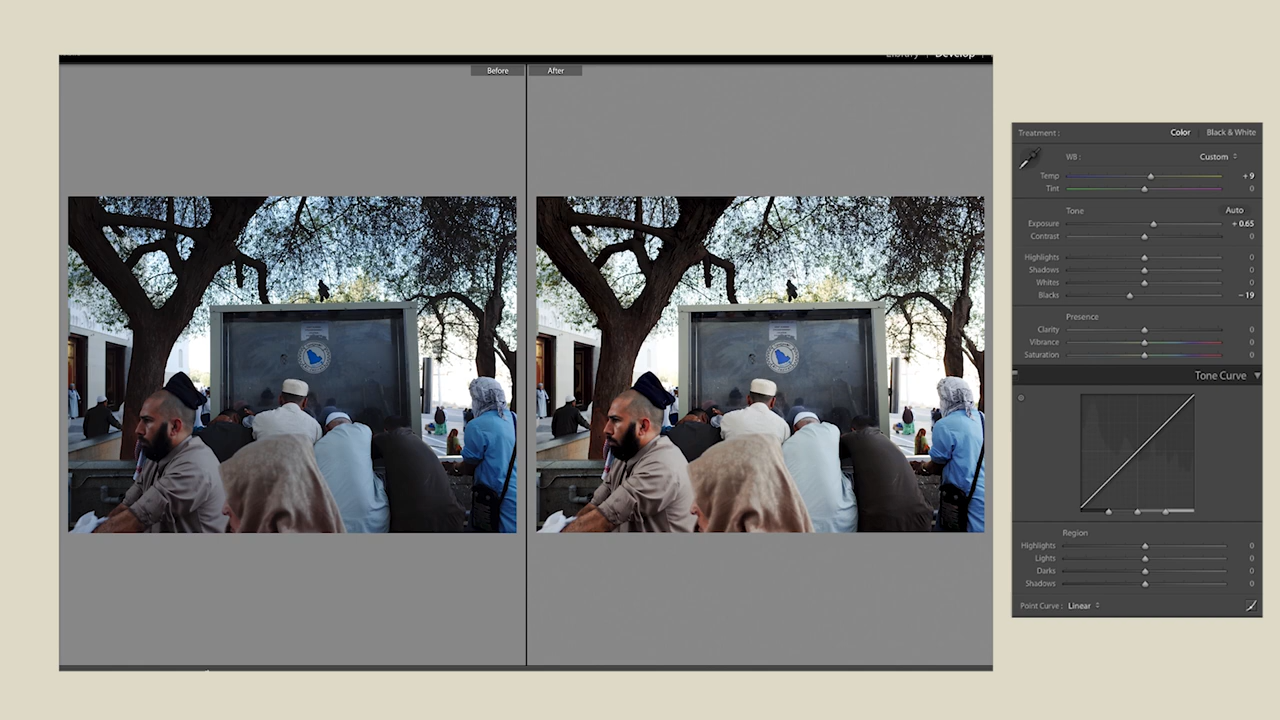 Library | Develop
Before
After
Treatment :
Color
Black & White
WB :
Custom
Temp
+ 9
Tint
0
Tone
Auto
Exposure
+ 0.65
Contrast
0
Highlights
0
Shadows
0
Whites
0
Blacks
− 19
Presence
Clarity
0
Vibrance
0
Saturation
0
Tone Curve
Region
Highlights
0
Lights
0
Darks
0
Shadows
0
Point Curve :
Linear